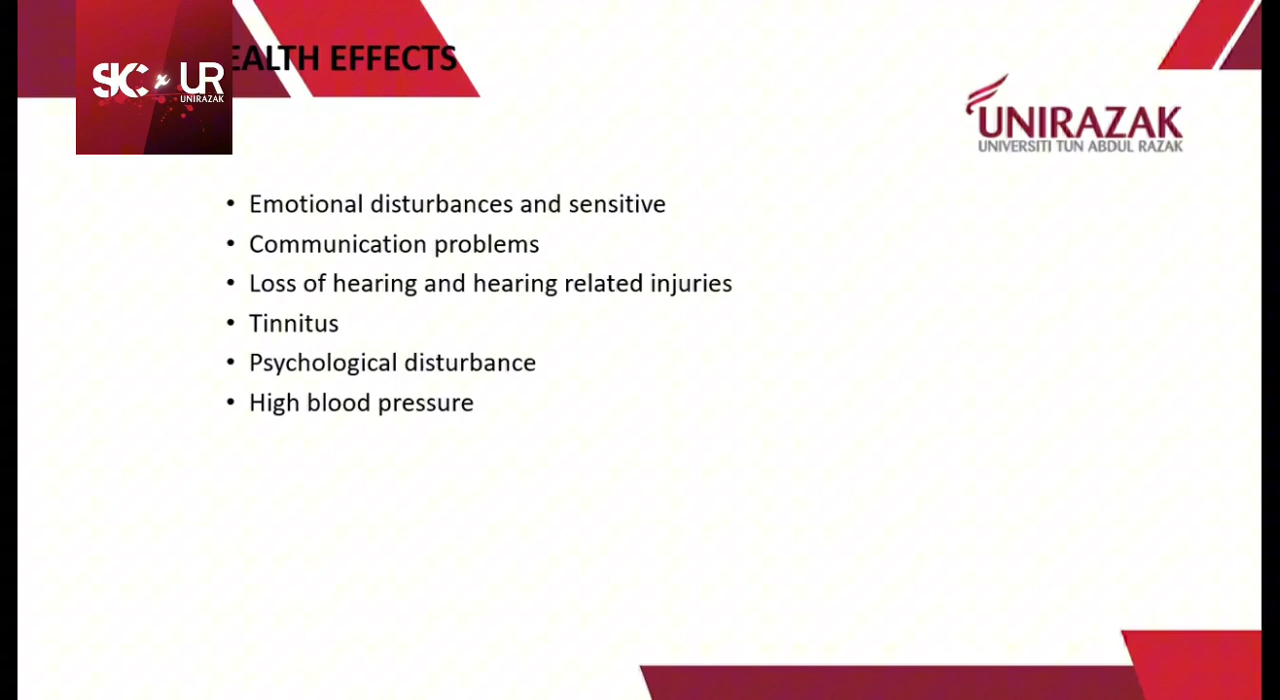 SIC x UR
UNIRAZAK
EALTH EFFECTS
UNIRAZAK
UNIVERSITI TUN ABDUL RAZAK
• Emotional disturbances and sensitive
• Communication problems
• Loss of hearing and hearing related injuries
• Tinnitus
• Psychological disturbance
• High blood pressure